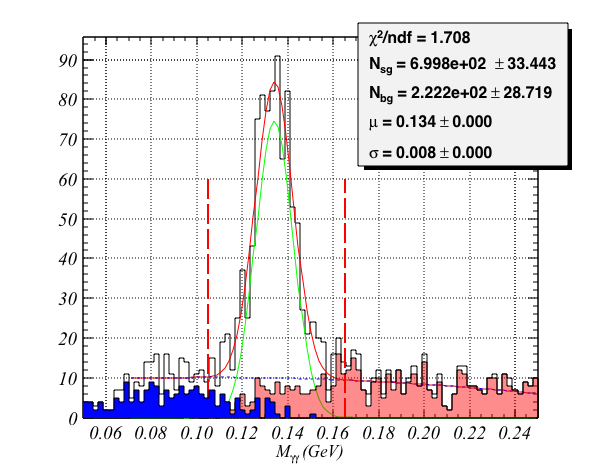 χ²/ndf = 1.708
N_sg = 6.998e+02 ± 33.443
N_bg = 2.222e+02 ± 28.719
μ = 0.134 ± 0.000
σ = 0.008 ± 0.000
90
80
70
60
50
40
30
20
10
0
0.06 0.08 0.10 0.12 0.14 0.16 0.18 0.20 0.22 0.24
M_γγ (GeV)